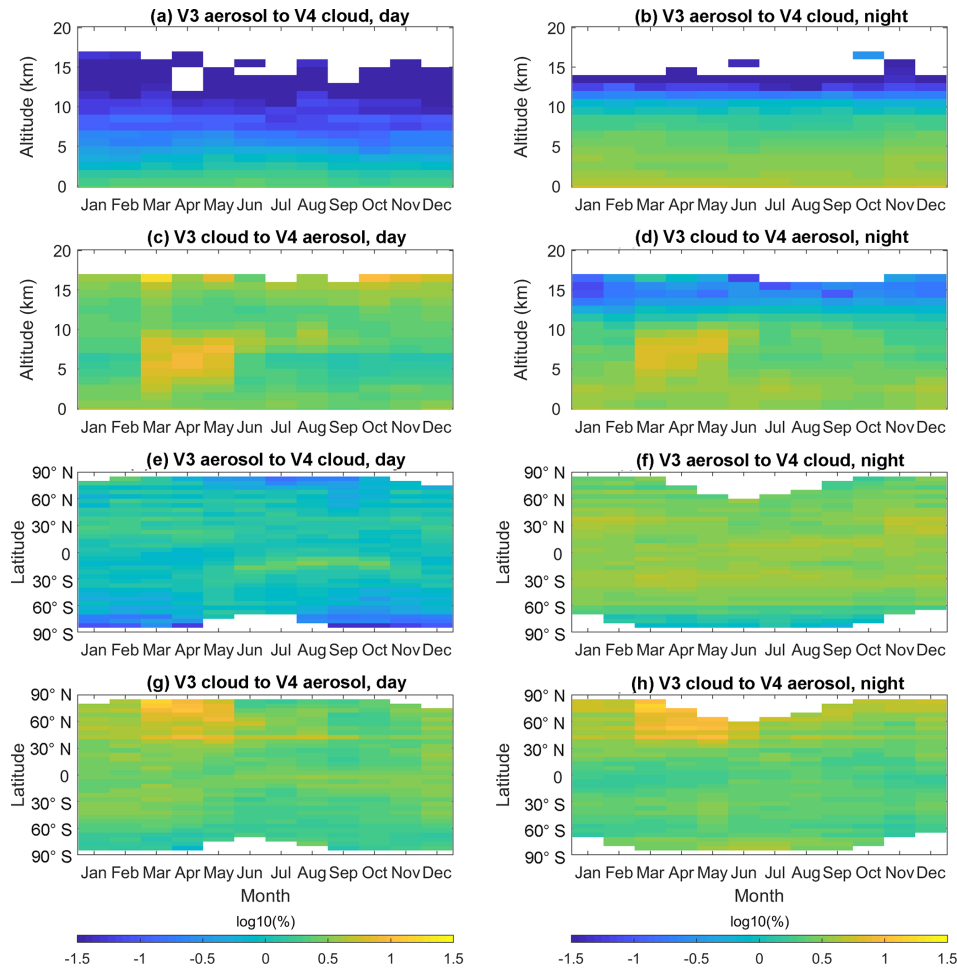 (a) V3 aerosol to V4 cloud, day
(b) V3 aerosol to V4 cloud, night
20
15
10
5
0
Altitude (km)
Jan Feb Mar Apr May Jun Jul Aug Sep Oct Nov Dec
20
15
10
5
0
Altitude (km)
Jan Feb Mar Apr May Jun Jul Aug Sep Oct Nov Dec
(c) V3 cloud to V4 aerosol, day
(d) V3 cloud to V4 aerosol, night
20
15
10
5
0
Altitude (km)
Jan Feb Mar Apr May Jun Jul Aug Sep Oct Nov Dec
20
15
10
5
0
Altitude (km)
Jan Feb Mar Apr May Jun Jul Aug Sep Oct Nov Dec
(e) V3 aerosol to V4 cloud, day
(f) V3 aerosol to V4 cloud, night
90° N
60° N
30° N
0
30° S
60° S
90° S
Latitude
Jan Feb Mar Apr May Jun Jul Aug Sep Oct Nov Dec
90° N
60° N
30° N
0
30° S
60° S
90° S
Latitude
Jan Feb Mar Apr May Jun Jul Aug Sep Oct Nov Dec
(g) V3 cloud to V4 aerosol, day
(h) V3 cloud to V4 aerosol, night
90° N
60° N
30° N
0
30° S
60° S
90° S
Latitude
Jan Feb Mar Apr May Jun Jul Aug Sep Oct Nov Dec
Month
90° N
60° N
30° N
0
30° S
60° S
90° S
Latitude
Jan Feb Mar Apr May Jun Jul Aug Sep Oct Nov Dec
Month
log10(%)
-1.5 -1 -0.5 0 0.5 1 1.5
log10(%)
-1.5 -1 -0.5 0 0.5 1 1.5